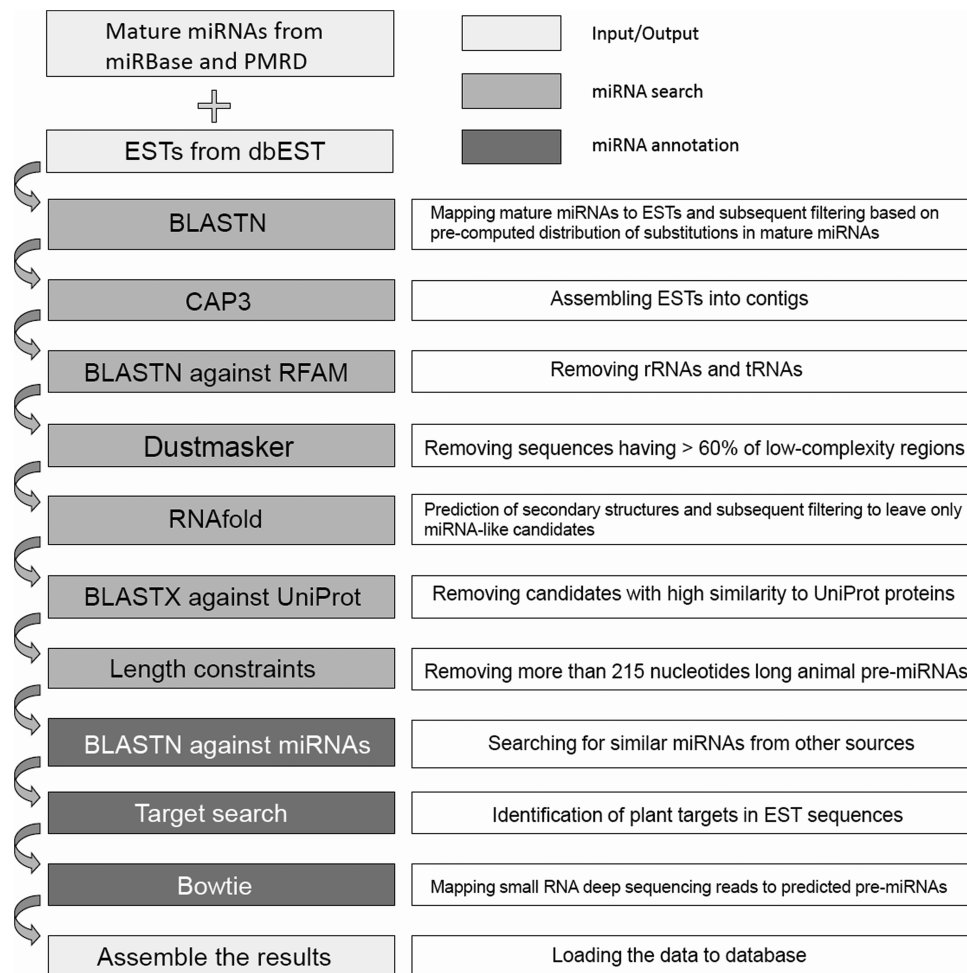 Mature miRNAs from
miRBase and PMRD
+
ESTs from dbEST
Input/Output
miRNA search
miRNA annotation
BLASTN
Mapping mature miRNAs to ESTs and subsequent filtering based on
pre-computed distribution of substitutions in mature miRNAs
CAP3
Assembling ESTs into contigs
BLASTN against RFAM
Removing rRNAs and tRNAs
Dustmasker
Removing sequences having > 60% of low-complexity regions
RNAfold
Prediction of secondary structures and subsequent filtering to leave only
miRNA-like candidates
BLASTX against UniProt
Removing candidates with high similarity to UniProt proteins
Length constraints
Removing more than 215 nucleotides long animal pre-miRNAs
BLASTN against miRNAs
Searching for similar miRNAs from other sources
Target search
Identification of plant targets in EST sequences
Bowtie
Mapping small RNA deep sequencing reads to predicted pre-miRNAs
Assemble the results
Loading the data to database